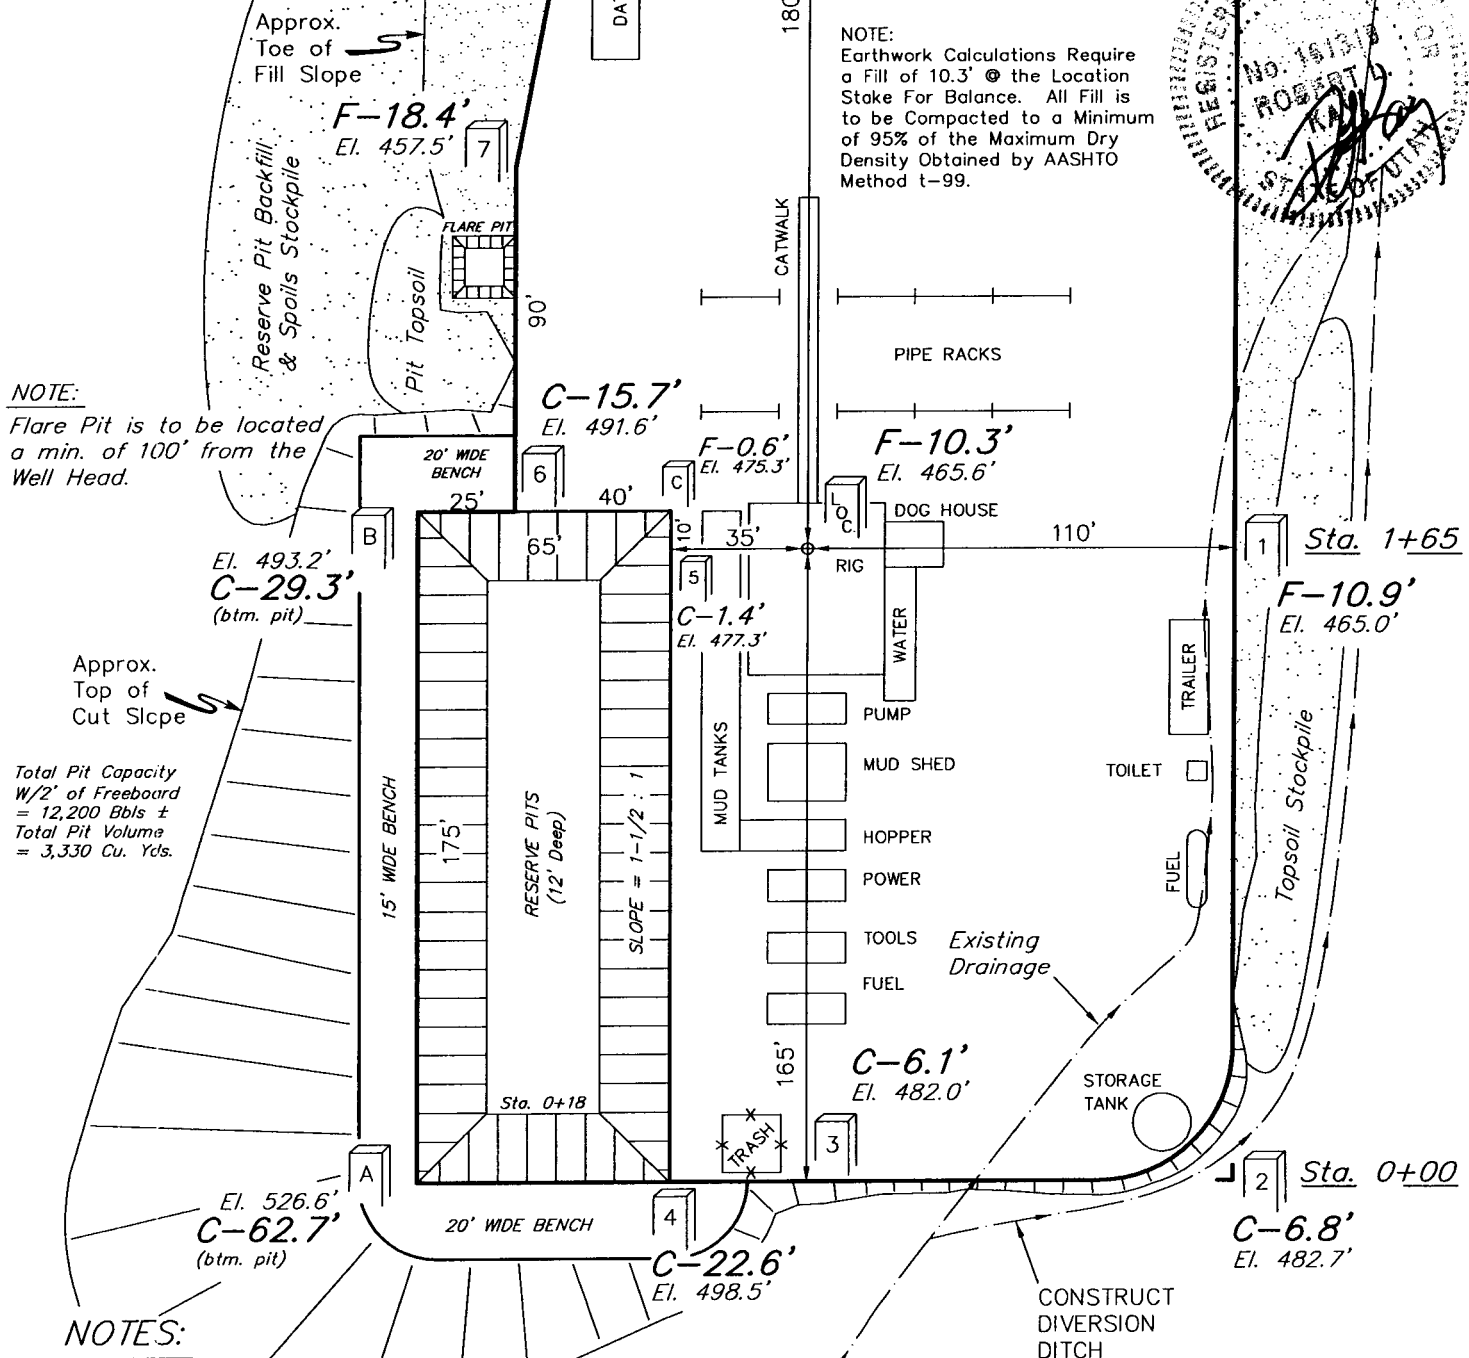 Approx.
Toe of
Fill Slope
F-18.4'
El. 457.5'
7
180
NOTE:
Earthwork Calculations Require
a Fill of 10.3' @ the Location
Stake For Balance. All Fill is
to be Compacted to a Minimum
of 95% of the Maximum Dry
Density Obtained by AASHTO
Method t-99.
No. 161319
ROBERT L.
STATE OF UTAH
Reserve Pit Backfill
& Spoils Stockpile
FLARE PIT
Pit Topsoil
90'
CATWALK
PIPE RACKS
NOTE:
Flare Pit is to be located
a min. of 100' from the
Well Head.
C-15.7'
El. 491.6'
20' WIDE
BENCH
6
F-0.6'
El. 475.3'
C
F-10.3'
El. 465.6'
LOC.
DOG HOUSE
25'
40'
10'
B
65'
35'
RIG
110'
1
Sta. 1+65
El. 493.2'
C-29.3'
(btm. pit)
5
C-1.4'
El. 477.3'
F-10.9'
El. 465.0'
WATER
TRAILER
Approx.
Top of
Cut Slope
PUMP
MUD SHED
MUD TANKS
TOILET
Topsoil Stockpile
Total Pit Capacity
W/2' of Freeboard
= 12,200 Bbls ±
Total Pit Volume
= 3,330 Cu. Yds.
15' WIDE BENCH
175'
RESERVE PITS
(12' Deep)
SLOPE = 1-1/2 : 1
HOPPER
POWER
FUEL
TOOLS
FUEL
Existing
Drainage
165'
C-6.1'
El. 482.0'
STORAGE
TANK
Sta. 0+18
TRASH
3
A
2
Sta. 0+00
El. 526.6'
C-62.7'
(btm. pit)
20' WIDE BENCH
4
C-22.6'
El. 498.5'
C-6.8'
El. 482.7'
CONSTRUCT
DIVERSION
DITCH
NOTES: